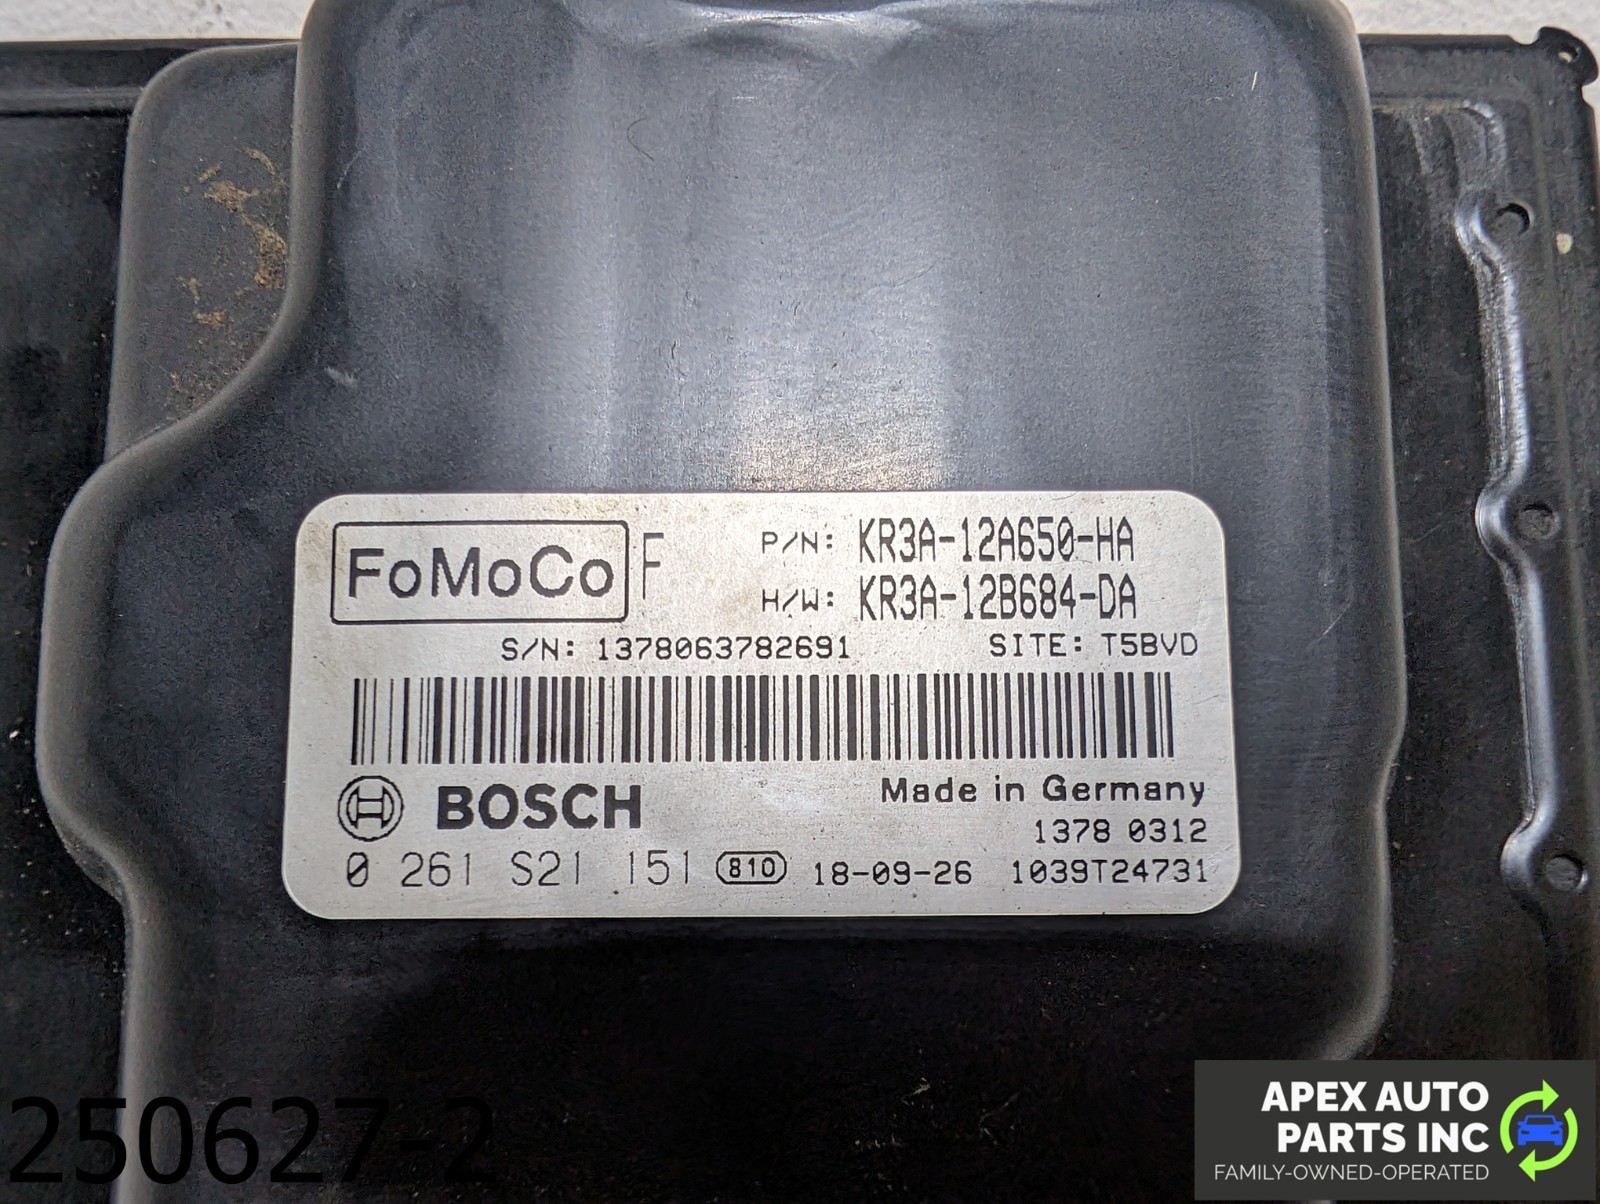 FoMoCo F P/N: KR3A-12A650-HA
H/W: KR3A-12B684-DA
S/N: 1378063782691 SITE: T5BVD
BOSCH Made in Germany
1378 0312
0 261 S21 151 810 18-09-26 1039T24731
250627-2
APEX AUTO
PARTS INC
FAMILY-OWNED-OPERATED